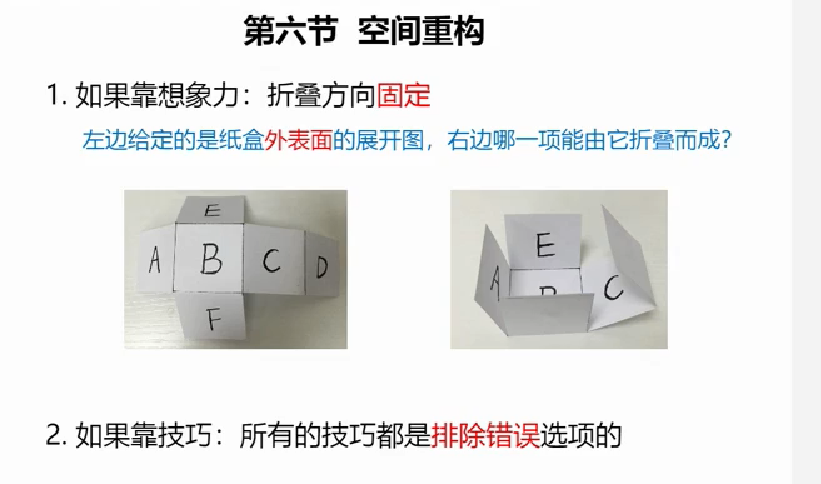 第六节 空间重构
1. 如果靠想象力：折叠方向固定
左边给定的是纸盒外表面的展开图，右边哪一项能由它折叠而成？
E
A B C D
F
E
A C
2. 如果靠技巧：所有的技巧都是排除错误选项的